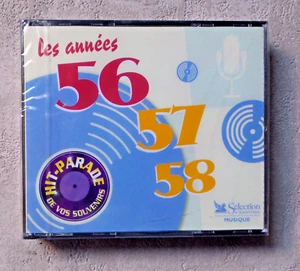 les années
56
57
58
HIT-PARADE
DE VOS SOUVENIRS
Sélection
MUSIQUE